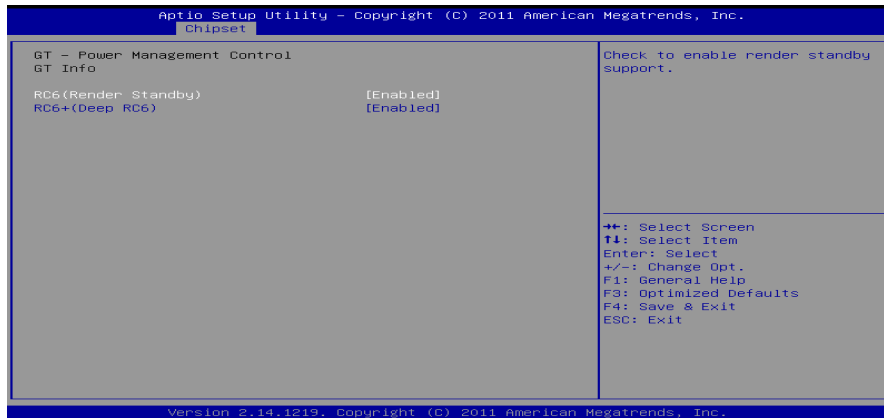 Aptio Setup Utility – Copyright (C) 2011 American Megatrends, Inc.
Chipset
GT – Power Management Control
GT Info
RC6(Render Standby) [Enabled]
RC6+(Deep RC6) [Enabled]
Check to enable render standby
support.
→←: Select Screen
↑↓: Select Item
Enter: Select
+/-: Change Opt.
F1: General Help
F3: Optimized Defaults
F4: Save & Exit
ESC: Exit
Version 2.14.1219. Copyright (C) 2011 American Megatrends, Inc.